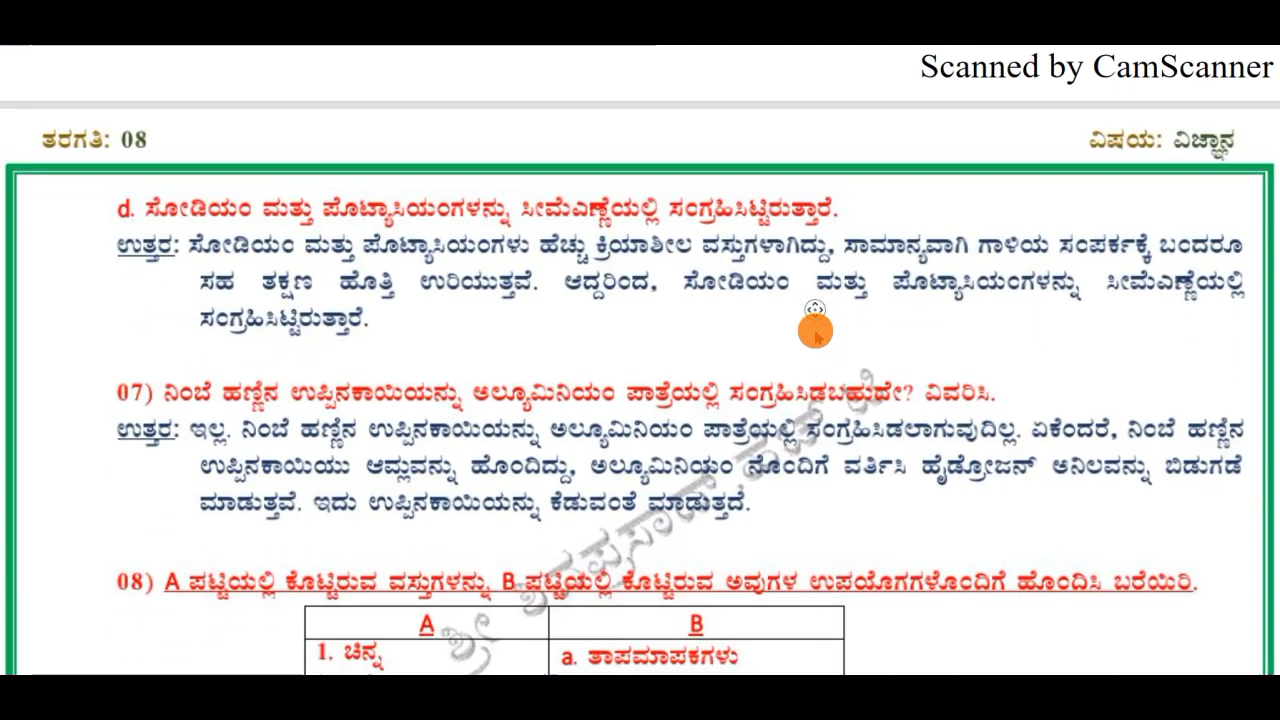 Scanned by CamScanner
ತರಗತಿ: 08
ವಿಷಯ: ವಿಜ್ಞಾನ
d. ಸೋಡಿಯಂ ಮತ್ತು ಪೊಟ್ಯಾಸಿಯಂಗಳನ್ನು ಸೀಮೆಎಣ್ಣೆಯಲ್ಲಿ ಸಂಗ್ರಹಿಸಿಟ್ಟಿರುತ್ತಾರೆ.
ಉತ್ತರ: ಸೋಡಿಯಂ ಮತ್ತು ಪೊಟ್ಯಾಸಿಯಂಗಳು ಹೆಚ್ಚು ಕ್ರಿಯಾಶೀಲ ವಸ್ತುಗಳಾಗಿದ್ದು, ಸಾಮಾನ್ಯವಾಗಿ ಗಾಳಿಯ ಸಂಪರ್ಕಕ್ಕೆ ಬಂದರೂ
ಸಹ ತಕ್ಷಣ ಹೊತ್ತಿ ಉರಿಯುತ್ತವೆ. ಆದ್ದರಿಂದ, ಸೋಡಿಯಂ ಮತ್ತು ಪೊಟ್ಯಾಸಿಯಂಗಳನ್ನು ಸೀಮೆಎಣ್ಣೆಯಲ್ಲಿ
ಸಂಗ್ರಹಿಸಿಟ್ಟಿರುತ್ತಾರೆ.
07) ನಿಂಬೆ ಹಣ್ಣಿನ ಉಪ್ಪಿನಕಾಯಿಯನ್ನು ಅಲ್ಯೂಮಿನಿಯಂ ಪಾತ್ರೆಯಲ್ಲಿ ಸಂಗ್ರಹಿಸಿಡಬಹುದೇ? ವಿವರಿಸಿ.
ಉತ್ತರ: ಇಲ್ಲ. ನಿಂಬೆ ಹಣ್ಣಿನ ಉಪ್ಪಿನಕಾಯಿಯನ್ನು ಅಲ್ಯೂಮಿನಿಯಂ ಪಾತ್ರೆಯಲ್ಲಿ ಸಂಗ್ರಹಿಸಿಡಲಾಗುವುದಿಲ್ಲ. ಏಕೆಂದರೆ, ನಿಂಬೆ ಹಣ್ಣಿನ
ಉಪ್ಪಿನಕಾಯಿಯು ಆಮ್ಲವನ್ನು ಹೊಂದಿದ್ದು, ಅಲ್ಯೂಮಿನಿಯಂ ನೊಂದಿಗೆ ವರ್ತಿಸಿ ಹೈಡ್ರೋಜನ್ ಅನಿಲವನ್ನು ಬಿಡುಗಡೆ
ಮಾಡುತ್ತವೆ. ಇದು ಉಪ್ಪಿನಕಾಯಿಯನ್ನು ಕೆಡುವಂತೆ ಮಾಡುತ್ತದೆ.
08) A ಪಟ್ಟಿಯಲ್ಲಿ ಕೊಟ್ಟಿರುವ ವಸ್ತುಗಳನ್ನು B ಪಟ್ಟಿಯಲ್ಲಿ ಕೊಟ್ಟಿರುವ ಅವುಗಳ ಉಪಯೋಗಗಳೊಂದಿಗೆ ಹೊಂದಿಸಿ ಬರೆಯಿರಿ.
A B
1. ಚಿನ್ನ a. ತಾಪಮಾಪಕಗಳು
ಶ್ರೀ ಶಿವಪ್ರಸಾದ್